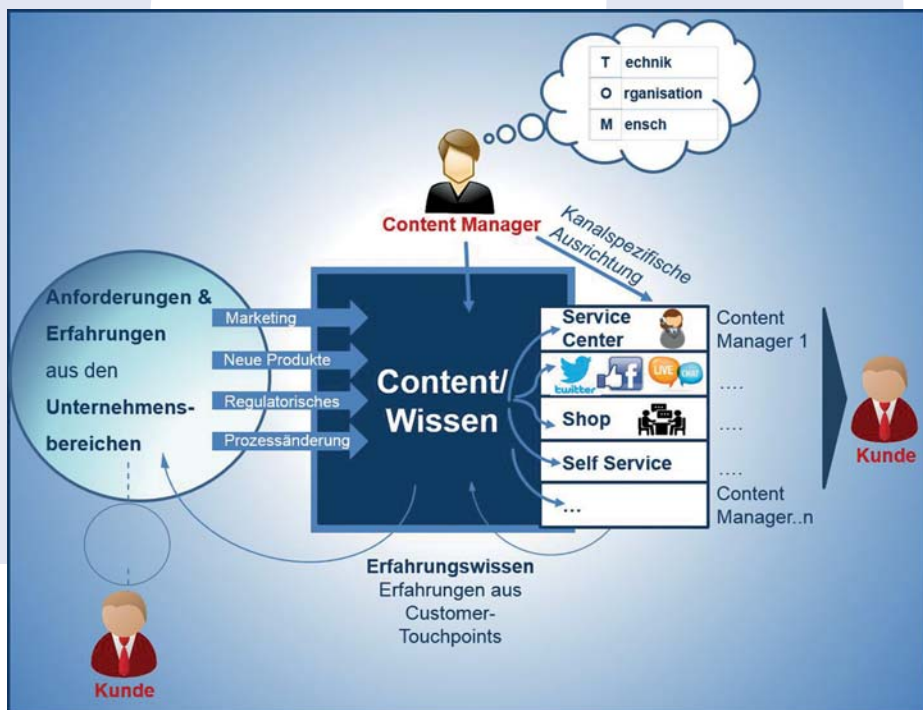 T echnik
O rganisation
M ensch
Content Manager
Kanalspezifische
Ausrichtung
Anforderungen &
Erfahrungen
aus den
Unternehmens-
bereichen
Marketing
Neue Produkte
Regulatorisches
Prozessänderung
Content/
Wissen
Service
Center
twitter
LIVE
CHAT
Shop
Self Service
...
Content
Manager 1
....
....
....
Content
Manager..n
Kunde
Erfahrungswissen
Erfahrungen aus
Customer-
Touchpoints
Kunde